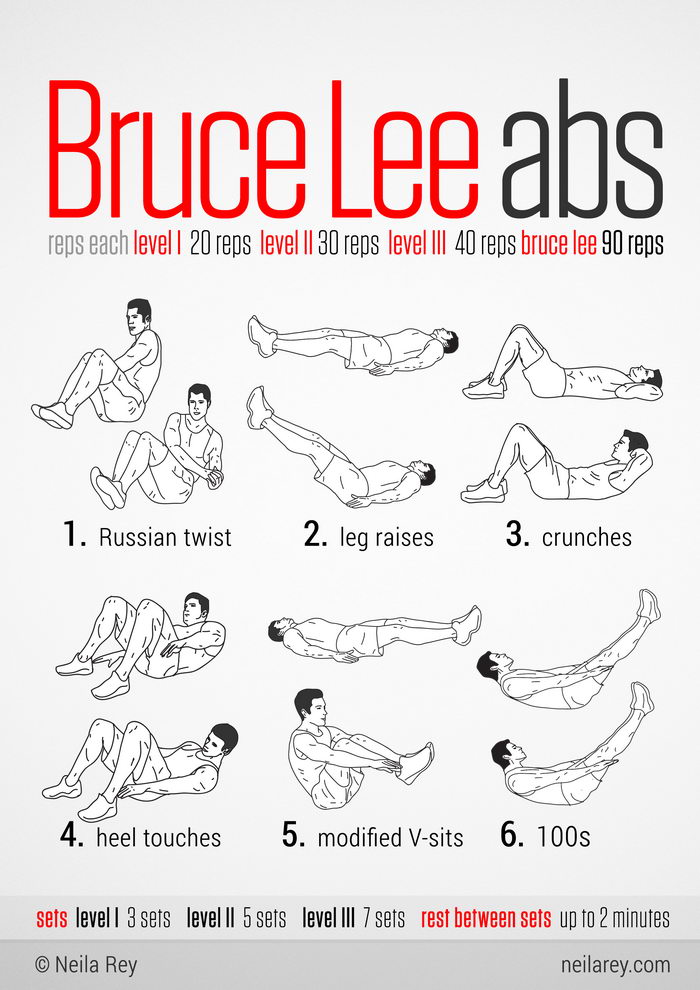 Bruce Lee abs
reps each level I 20 reps level II 30 reps level III 40 reps bruce lee 90 reps
1. Russian twist
2. leg raises
3. crunches
4. heel touches
5. modified V-sits
6. 100s
sets level I 3 sets level II 5 sets level III 7 sets rest between sets up to 2 minutes
© Neila Rey
neilarey.com